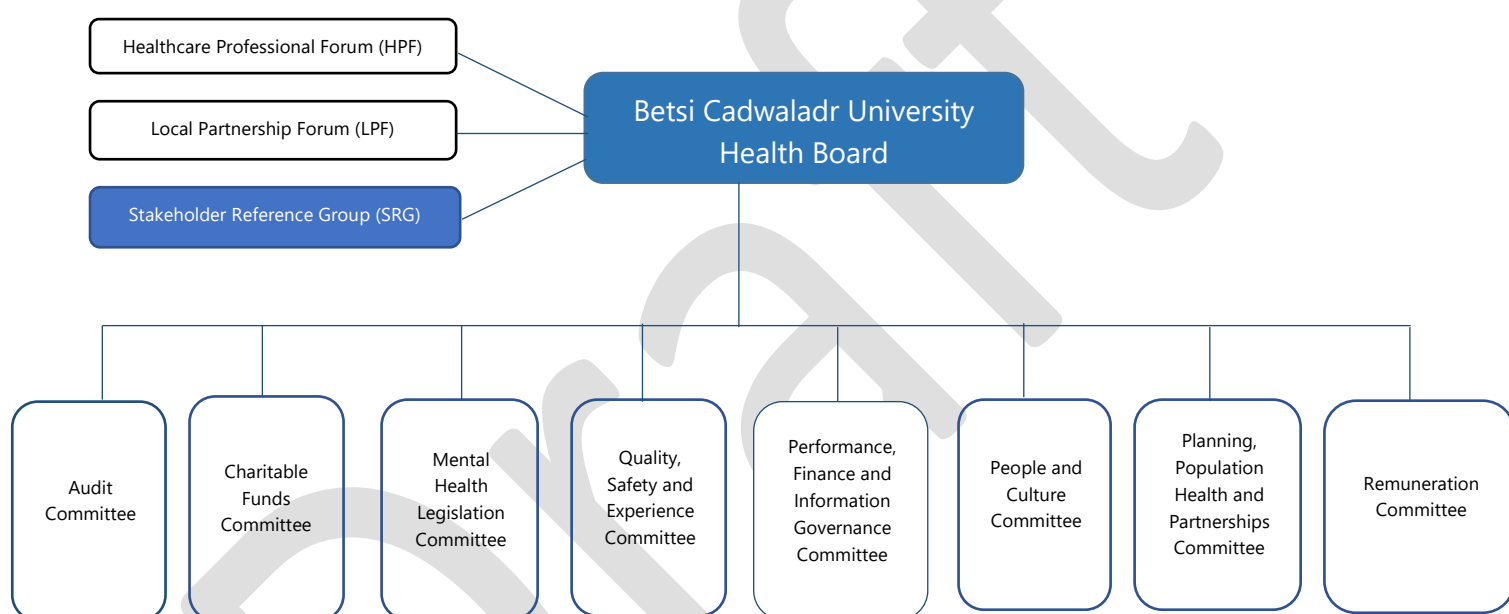 Healthcare Professional Forum (HPF)
Local Partnership Forum (LPF)
Stakeholder Reference Group (SRG)
Betsi Cadwaladr University
Health Board
Audit
Committee
Charitable
Funds
Committee
Mental
Health
Legislation
Committee
Quality,
Safety and
Experience
Committee
Performance,
Finance and
Information
Governance
Committee
People and
Culture
Committee
Planning,
Population
Health and
Partnerships
Committee
Remuneration
Committee
Draft